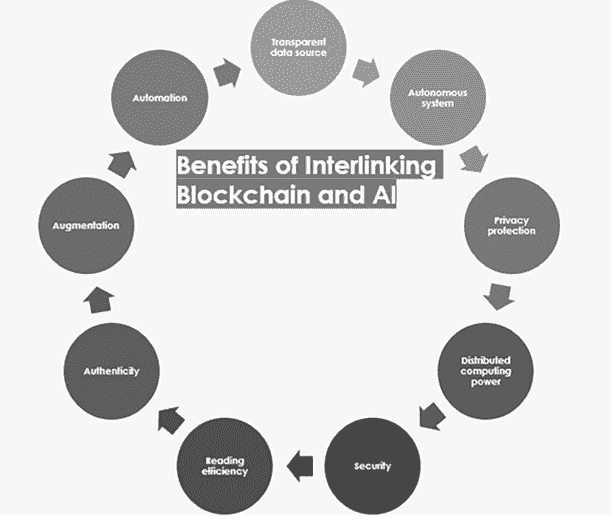 Transparent
data source
Autonomous
system
Privacy
protection
Distributed
computing
power
Security
Reading
efficiency
Authenticity
Augmentation
Automation
Benefits of Interlinking
Blockchain and AI